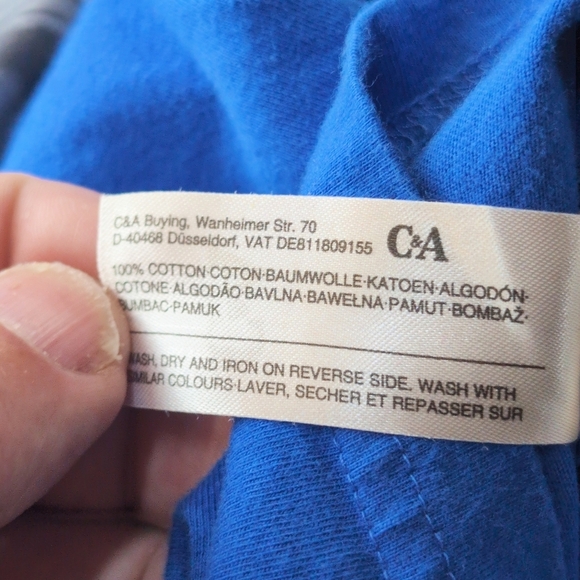 C&A Buying, Wanheimer Str. 70
D-40468 Düsseldorf, VAT DE811809155
C&A
100% COTTON·COTON·BAUMWOLLE·KATOEN·ALGODÓN·
COTONE·ALGODÃO·BAVLNA·BAWEŁNA·PAMUT·BOMBAŽ·
BUMBAC·PAMUK
WASH, DRY AND IRON ON REVERSE SIDE. WASH WITH
SIMILAR COLOURS·LAVER, SECHER ET REPASSER SUR